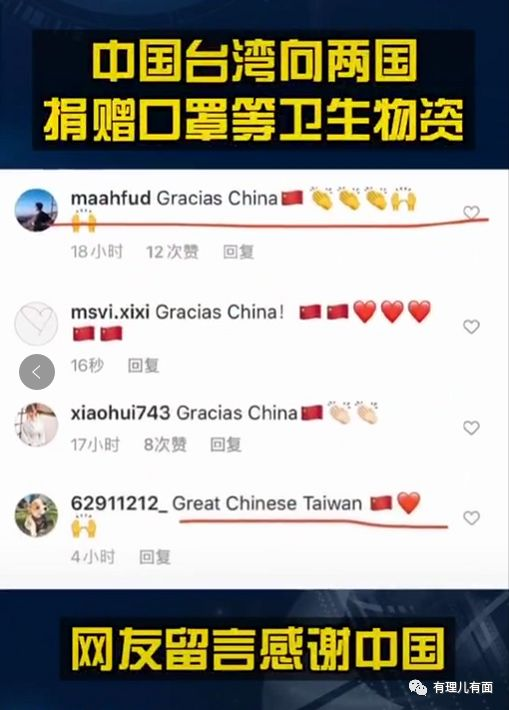 中国台湾向两国
捐赠口罩等卫生物资
maahfud Gracias China🇨🇳 👏👏👏🙌
🙌
18小时 12次赞 回复
msvi.xixi Gracias China! 🇨🇳🇨🇳❤️❤️❤️
🇨🇳🇨🇳
16秒 回复
xiaohui743 Gracias China🇨🇳👏🏻👏🏻
17小时 8次赞 回复
62911212_ Great Chinese Taiwan 🇨🇳❤️
🙌
4小时 回复
网友留言感谢中国
有理儿有面